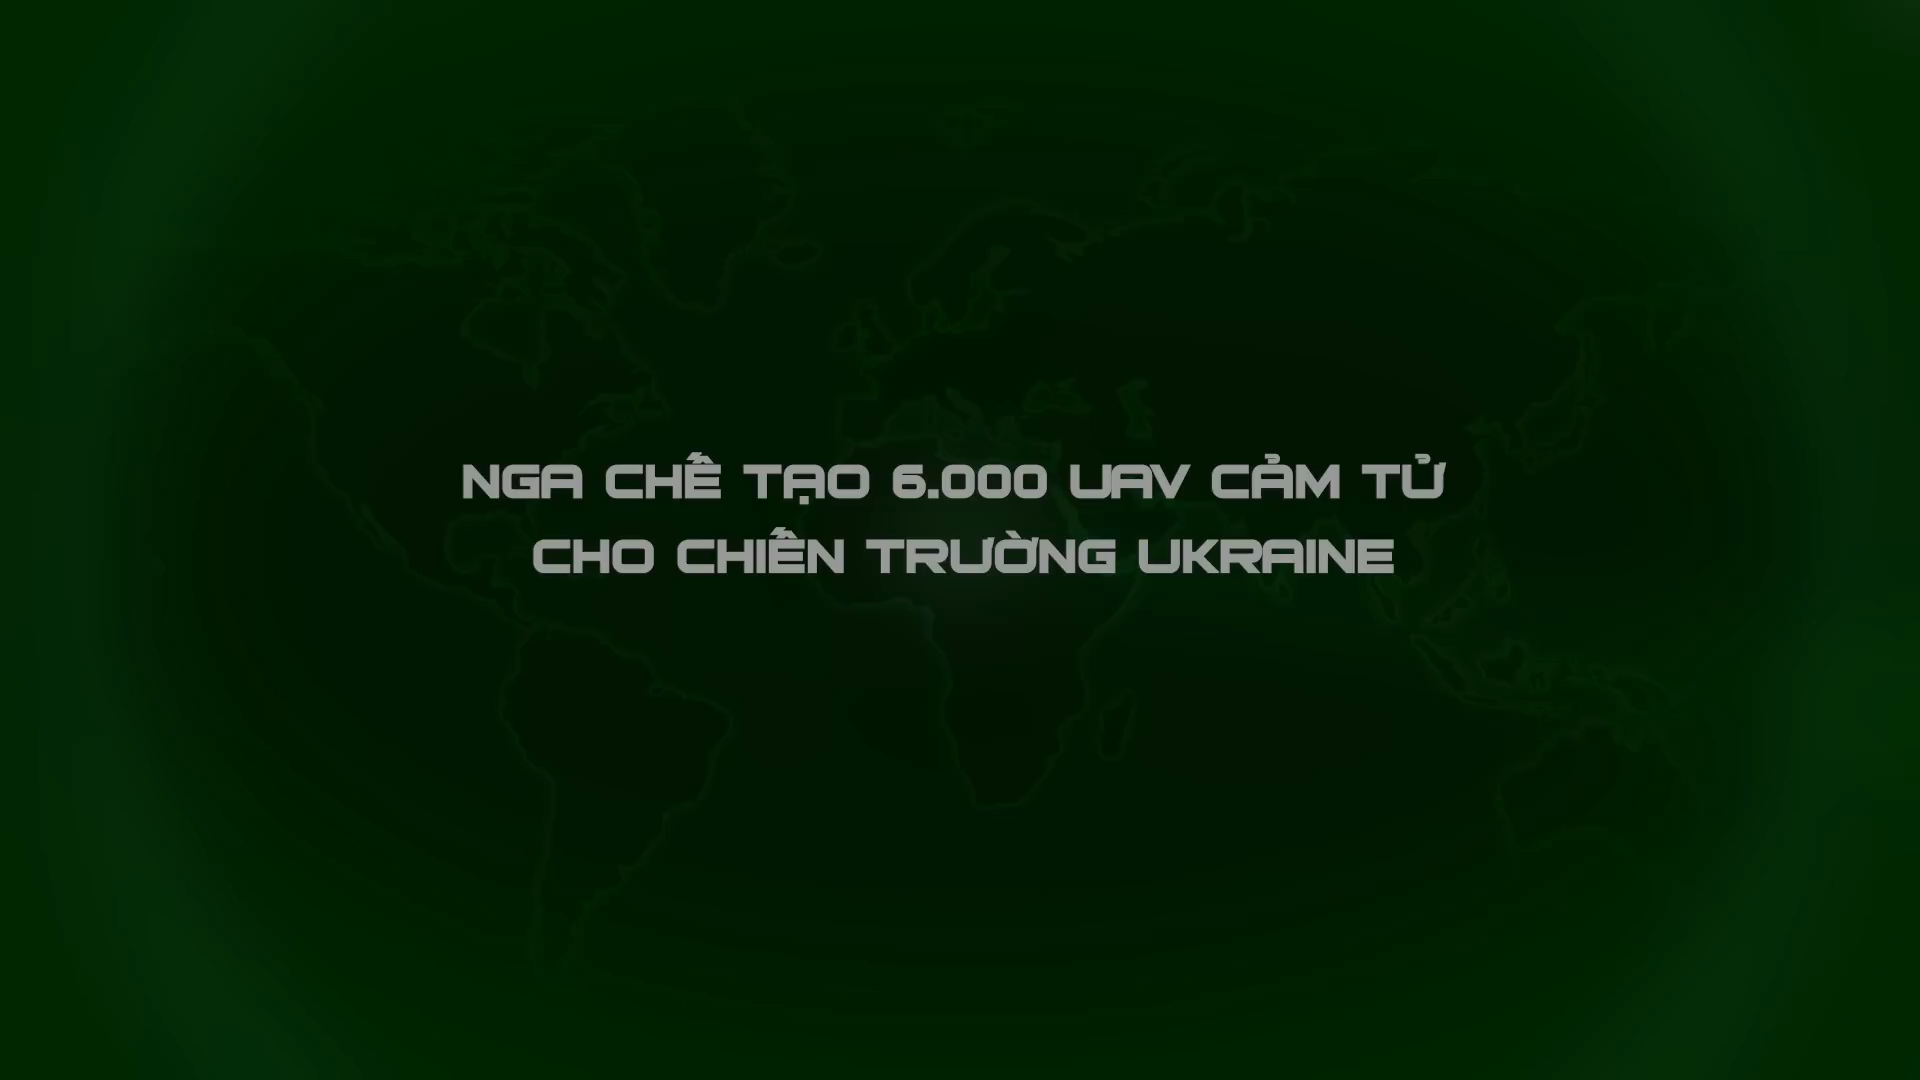 NGA CHẾ TẠO 6.000 UAV CẢM TỬ
CHO CHIẾN TRƯỜNG UKRAINE